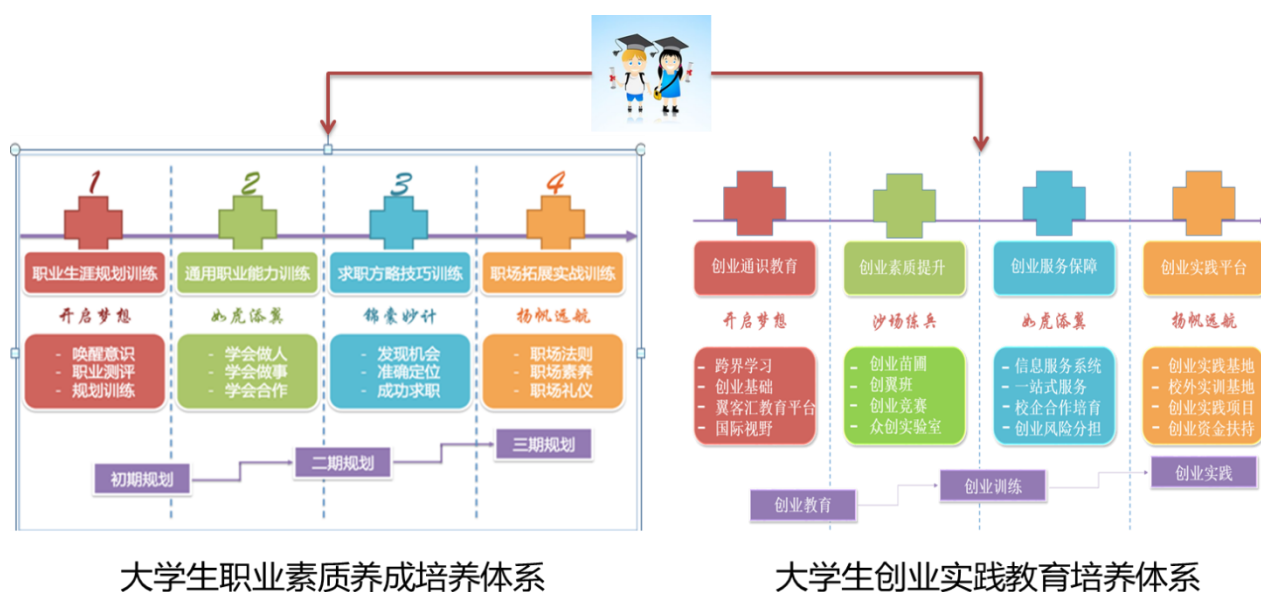 1
2
3
4
职业生涯规划训练
通用职业能力训练
求职方略技巧训练
职场拓展实战训练
开启梦想
如虎添翼
锦囊妙计
扬帆远航
- 唤醒意识
- 职业测评
- 规划训练
- 学会做人
- 学会做事
- 学会合作
- 发现机会
- 准确定位
- 成功求职
- 职场法则
- 职场素养
- 职场礼仪
初期规划
二期规划
三期规划
大学生职业素质养成培养体系
创业通识教育
创业素质提升
创业服务保障
创业实践平台
开启梦想
沙场练兵
如虎添翼
扬帆远航
- 跨界学习
- 创业基础
- 翼客汇教育平台
- 国际视野
- 创业苗圃
- 创翼班
- 创业竞赛
- 众创实验室
- 信息服务系统
- 一站式服务
- 校企合作培育
- 创业风险分担
- 创业实践基地
- 校外实训基地
- 创业实践项目
- 创业资金扶持
创业教育
创业训练
创业实践
大学生创业实践教育培养体系